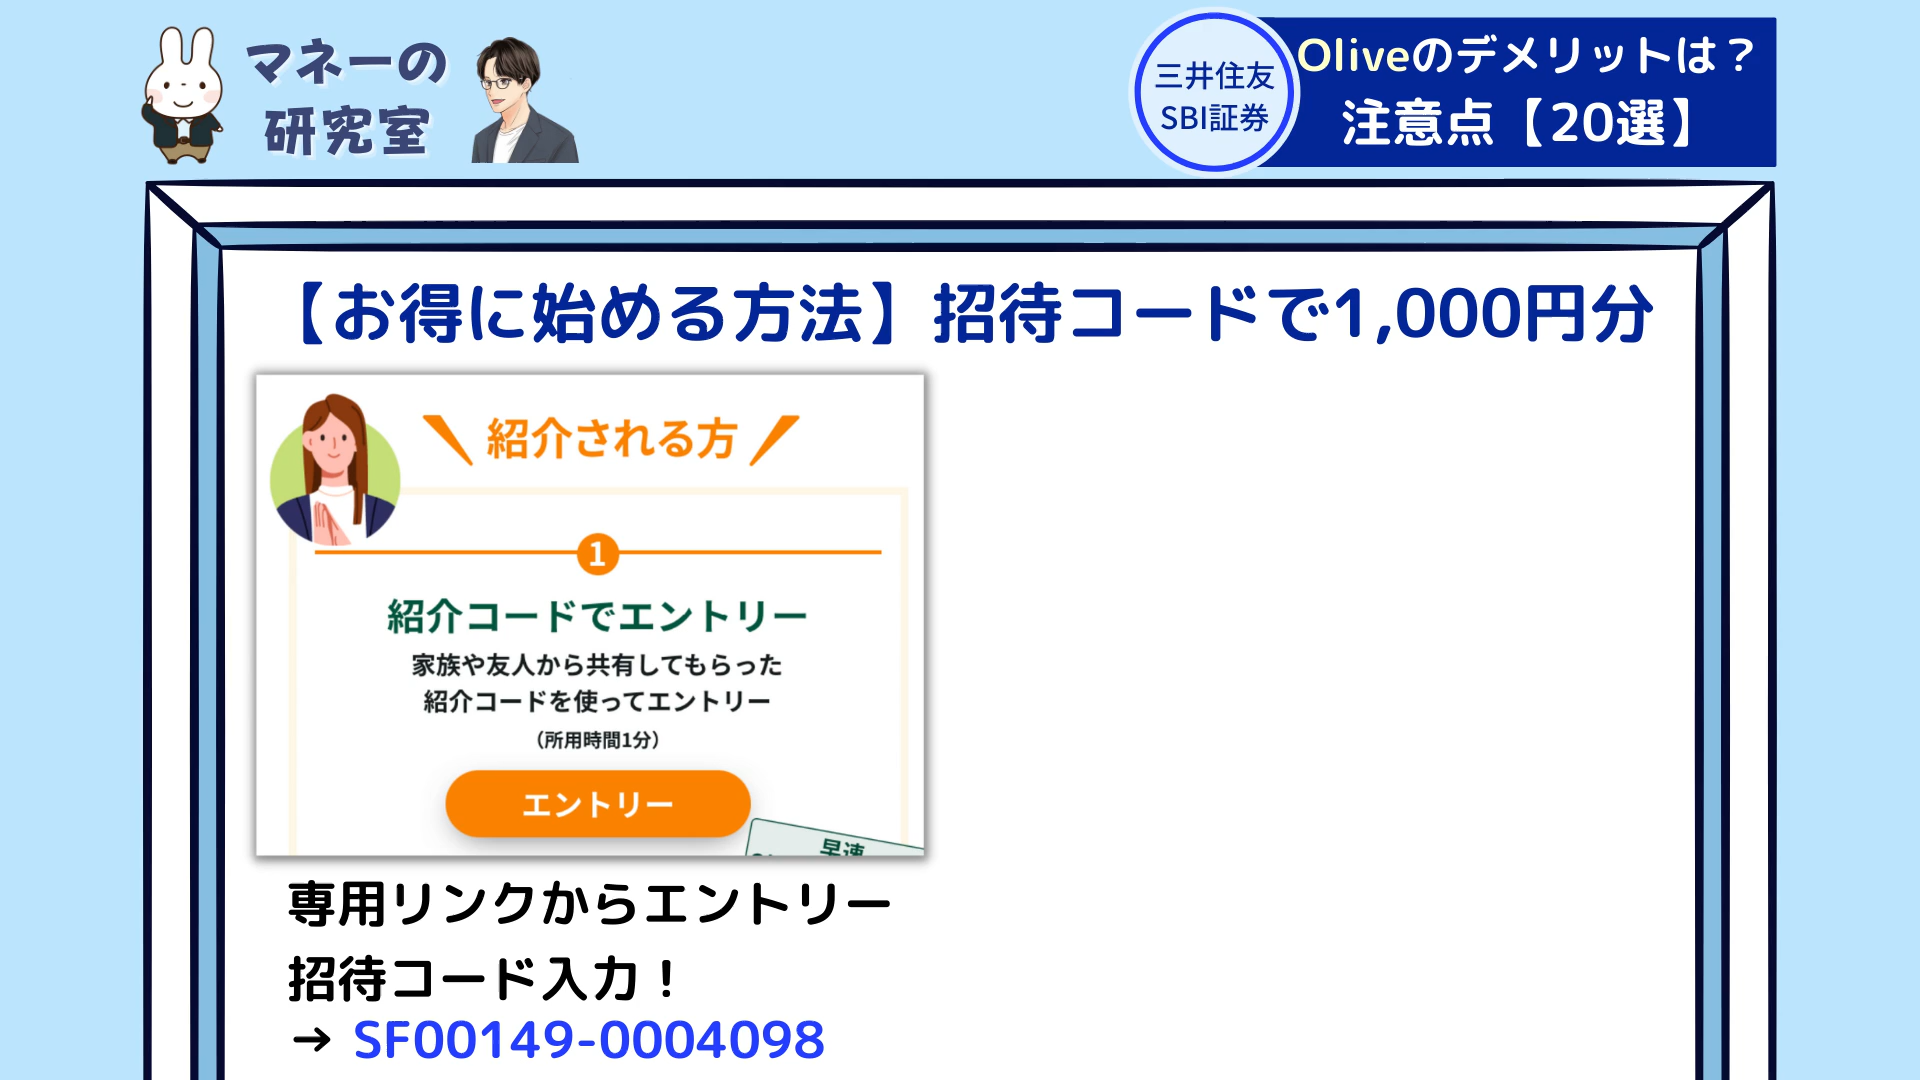 マネーの
研究室
三井住友
SBI証券
Oliveのデメリットは？
注意点【20選】
【お得に始める方法】招待コードで1,000円分
紹介される方
1
紹介コードでエントリー
家族や友人から共有してもらった
紹介コードを使ってエントリー
（所用時間1分）
エントリー
早速
専用リンクからエントリー
招待コード入力！
→ SF00149-0004098